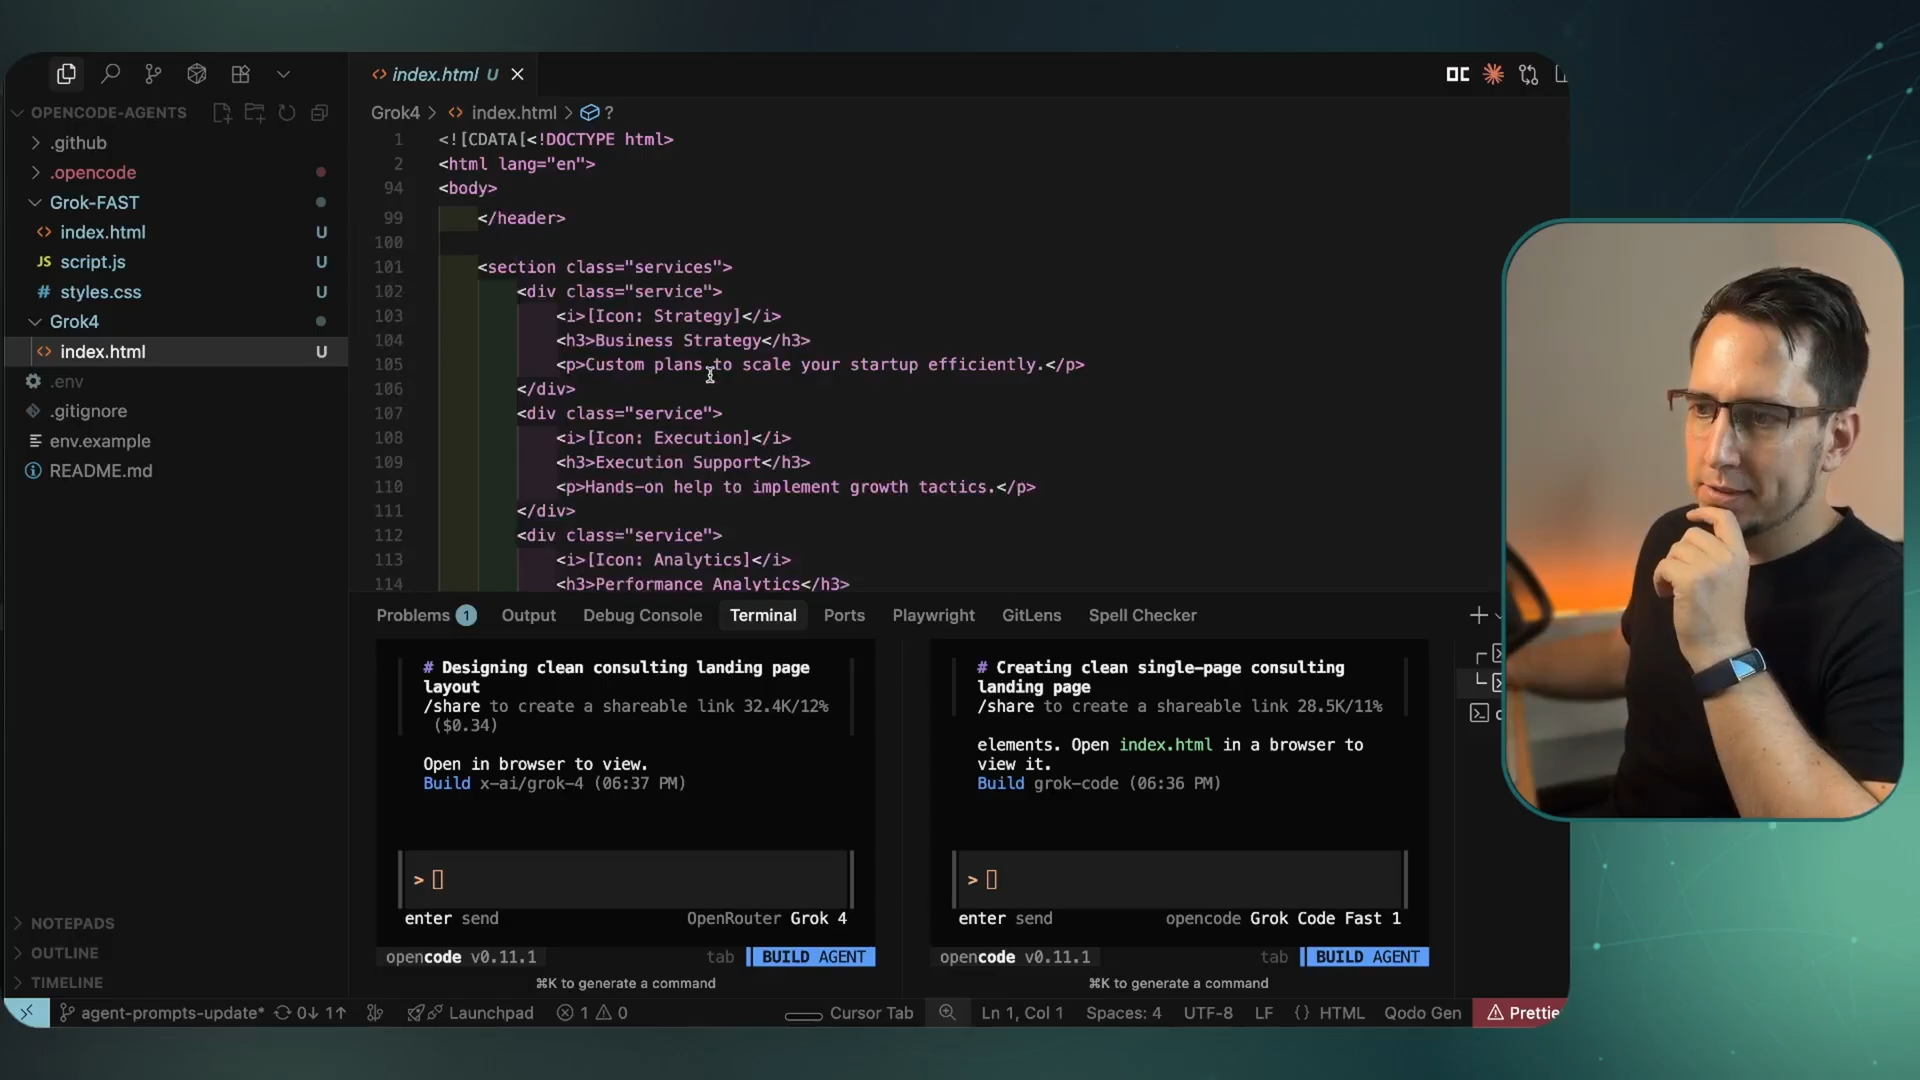 index.html U
OPENCODE-AGENTS
.github
.opencode
Grok-FAST
index.html U
JS script.js U
# styles.css U
Grok4
index.html U
.env
.gitignore
env.example
README.md
NOTEPADS
OUTLINE
TIMELINE
Grok4 > index.html > ?
1 <![CDATA[<!DOCTYPE html>
2 <html lang="en">
94 <body>
99 </header>
100
101 <section class="services">
102 <div class="service">
103 <i>[Icon: Strategy]</i>
104 <h3>Business Strategy</h3>
105 <p>Custom plans to scale your startup efficiently.</p>
106 </div>
107 <div class="service">
108 <i>[Icon: Execution]</i>
109 <h3>Execution Support</h3>
110 <p>Hands-on help to implement growth tactics.</p>
111 </div>
112 <div class="service">
113 <i>[Icon: Analytics]</i>
114 <h3>Performance Analytics</h3>
Problems 1 Output Debug Console Terminal Ports Playwright GitLens Spell Checker
# Designing clean consulting landing page
layout
/share to create a shareable link 32.4K/12%
($0.34)
Open in browser to view.
Build x-ai/grok-4 (06:37 PM)
>
enter send OpenRouter Grok 4
opencode v0.11.1 tab BUILD AGENT
⌘K to generate a command
# Creating clean single-page consulting
landing page
/share to create a shareable link 28.5K/11%
elements. Open index.html in a browser to
view it.
Build grok-code (06:36 PM)
>
enter send opencode Grok Code Fast 1
opencode v0.11.1 tab BUILD AGENT
⌘K to generate a command
agent-prompts-update* 0↓ 1↑ Launchpad 1 0 Cursor Tab Ln 1, Col 1 Spaces: 4 UTF-8 LF {} HTML Qodo Gen Prettie